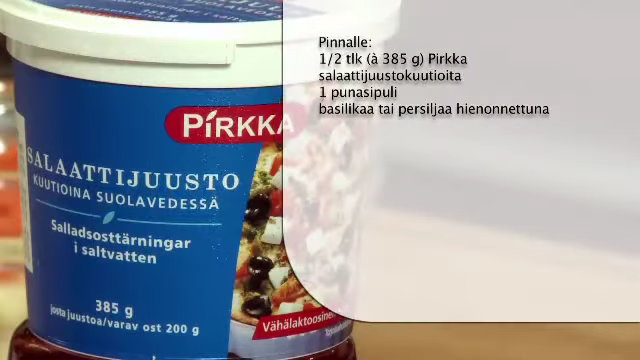 Pinnalle:
1/2 tlk (à 385 g) Pirkka
salaattijuustokuutioita
1 punasipuli
basilikaa tai persiljaa hienonnettuna
PIRKKA
SALAATTIJUUSTO
KUUTIOINA SUOLAVEDESSÄ
Salladsosttärningar
i saltvatten
385 g
josta juustoa/varav ost 200 g
Vähälaktoosinen